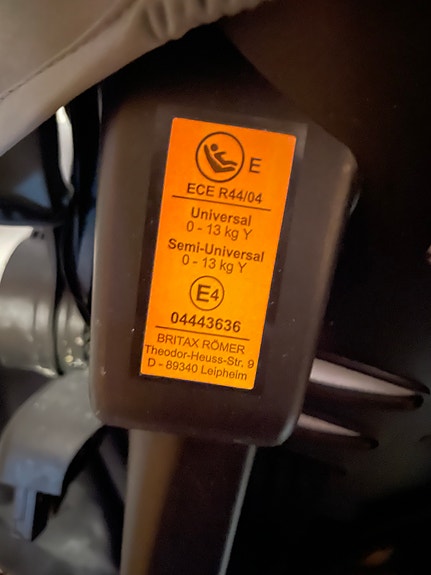 E
ECE R44/04
Universal
0 - 13 kg Y
Semi-Universal
0 - 13 kg Y
E4
04443636
BRITAX RÖMER
Theodor-Heuss-Str. 9
D - 89340 Leipheim